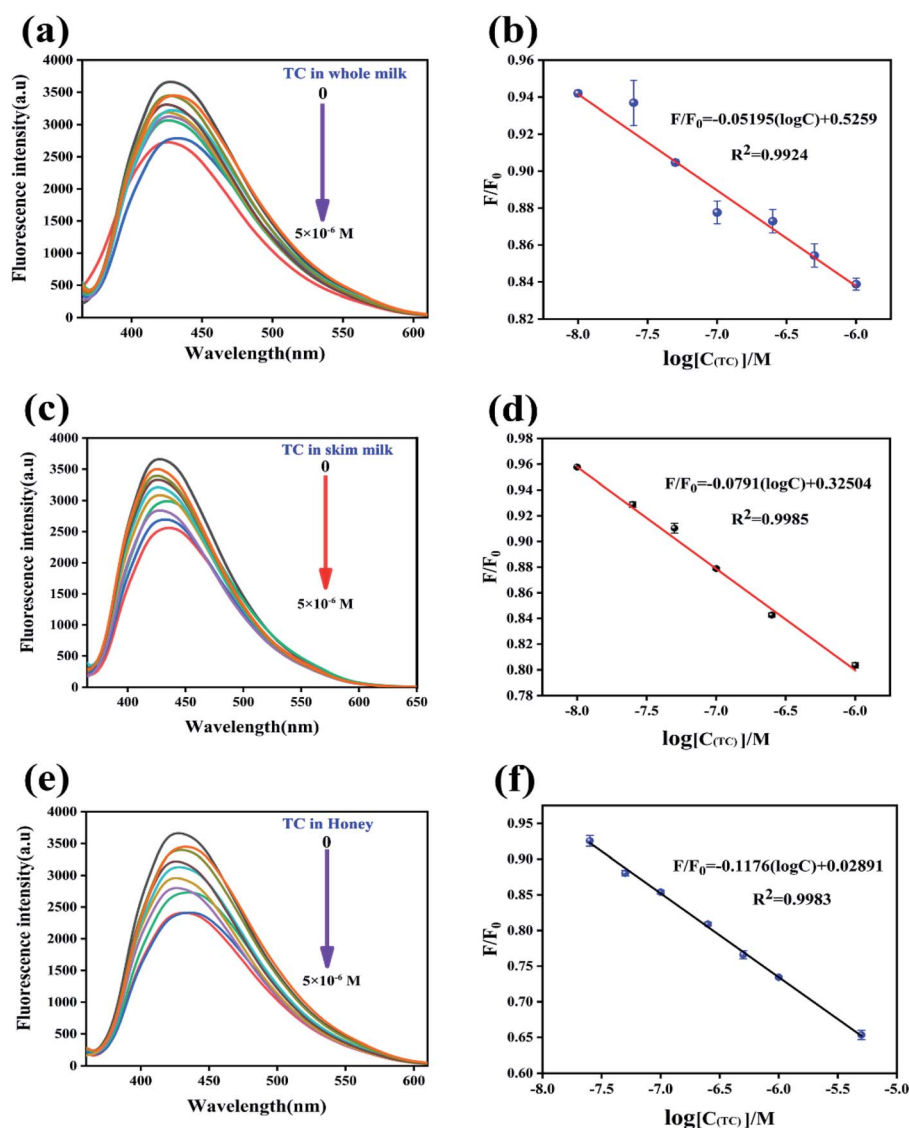 (a)
4000
3500
3000
2500
2000
1500
1000
500
0
400 450 500 550 600
Fluorescence intensity(a.u)
Wavelength(nm)
TC in whole milk
0
5×10⁻⁶ M
(b)
0.96
0.94
0.92
0.90
0.88
0.86
0.84
0.82
-8.0 -7.5 -7.0 -6.5 -6.0
F/F₀
log[C(TC)]/M
F/F₀=-0.05195(logC)+0.5259
R²=0.9924
(c)
4000
3500
3000
2500
2000
1500
1000
500
0
400 450 500 550 600 650
Fluorescence intensity(a.u)
Wavelength(nm)
TC in skim milk
0
5×10⁻⁶ M
(d)
0.98
0.96
0.94
0.92
0.90
0.88
0.86
0.84
0.82
0.80
0.78
-8.0 -7.5 -7.0 -6.5 -6.0
F/F₀
log[C(TC)]/M
F/F₀=-0.0791(logC)+0.32504
R²=0.9985
(e)
4000
3500
3000
2500
2000
1500
1000
500
0
400 450 500 550 600
Fluorescence intensity(a.u)
Wavelength(nm)
TC in Honey
0
5×10⁻⁶ M
(f)
0.95
0.90
0.85
0.80
0.75
0.70
0.65
0.60
-8.0 -7.5 -7.0 -6.5 -6.0 -5.5 -5.0
F/F₀
log[C(TC)]/M
F/F₀=-0.1176(logC)+0.02891
R²=0.9983